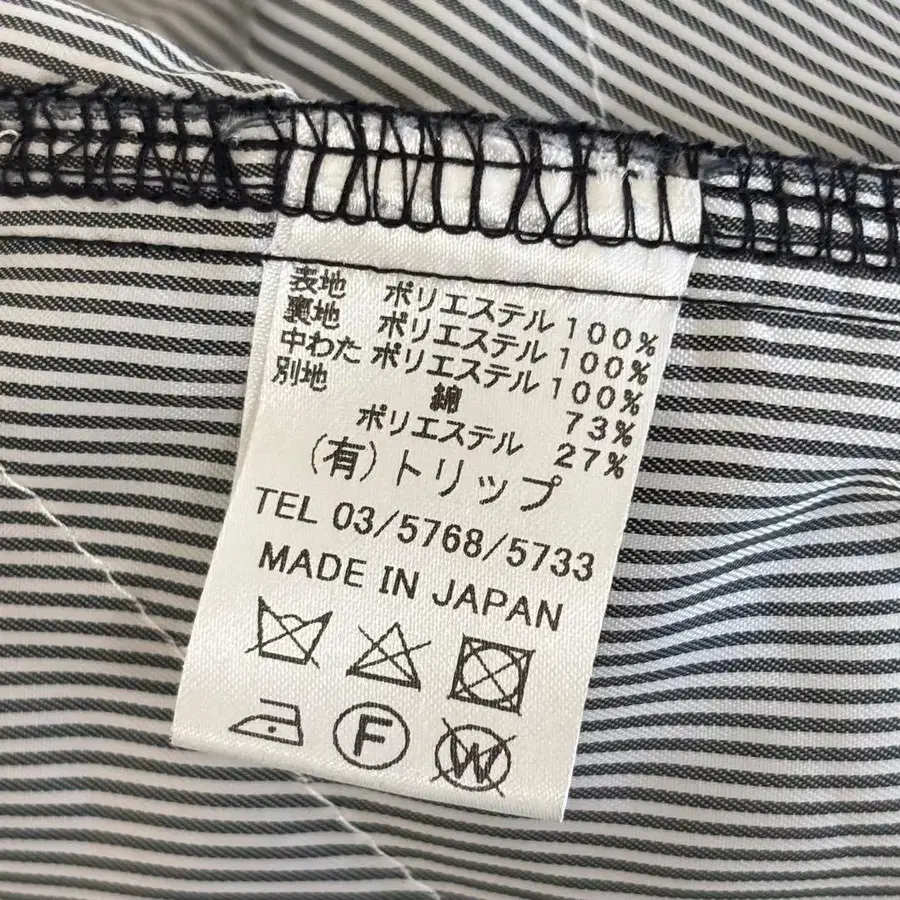 表地 ポリエステル 100%
裏地 ポリエステル 100%
中わた ポリエステル 100%
別地 綿 73%
ポリエステル 27%
(有)トリップ
TEL 03/5768/5733
MADE IN JAPAN
F
W